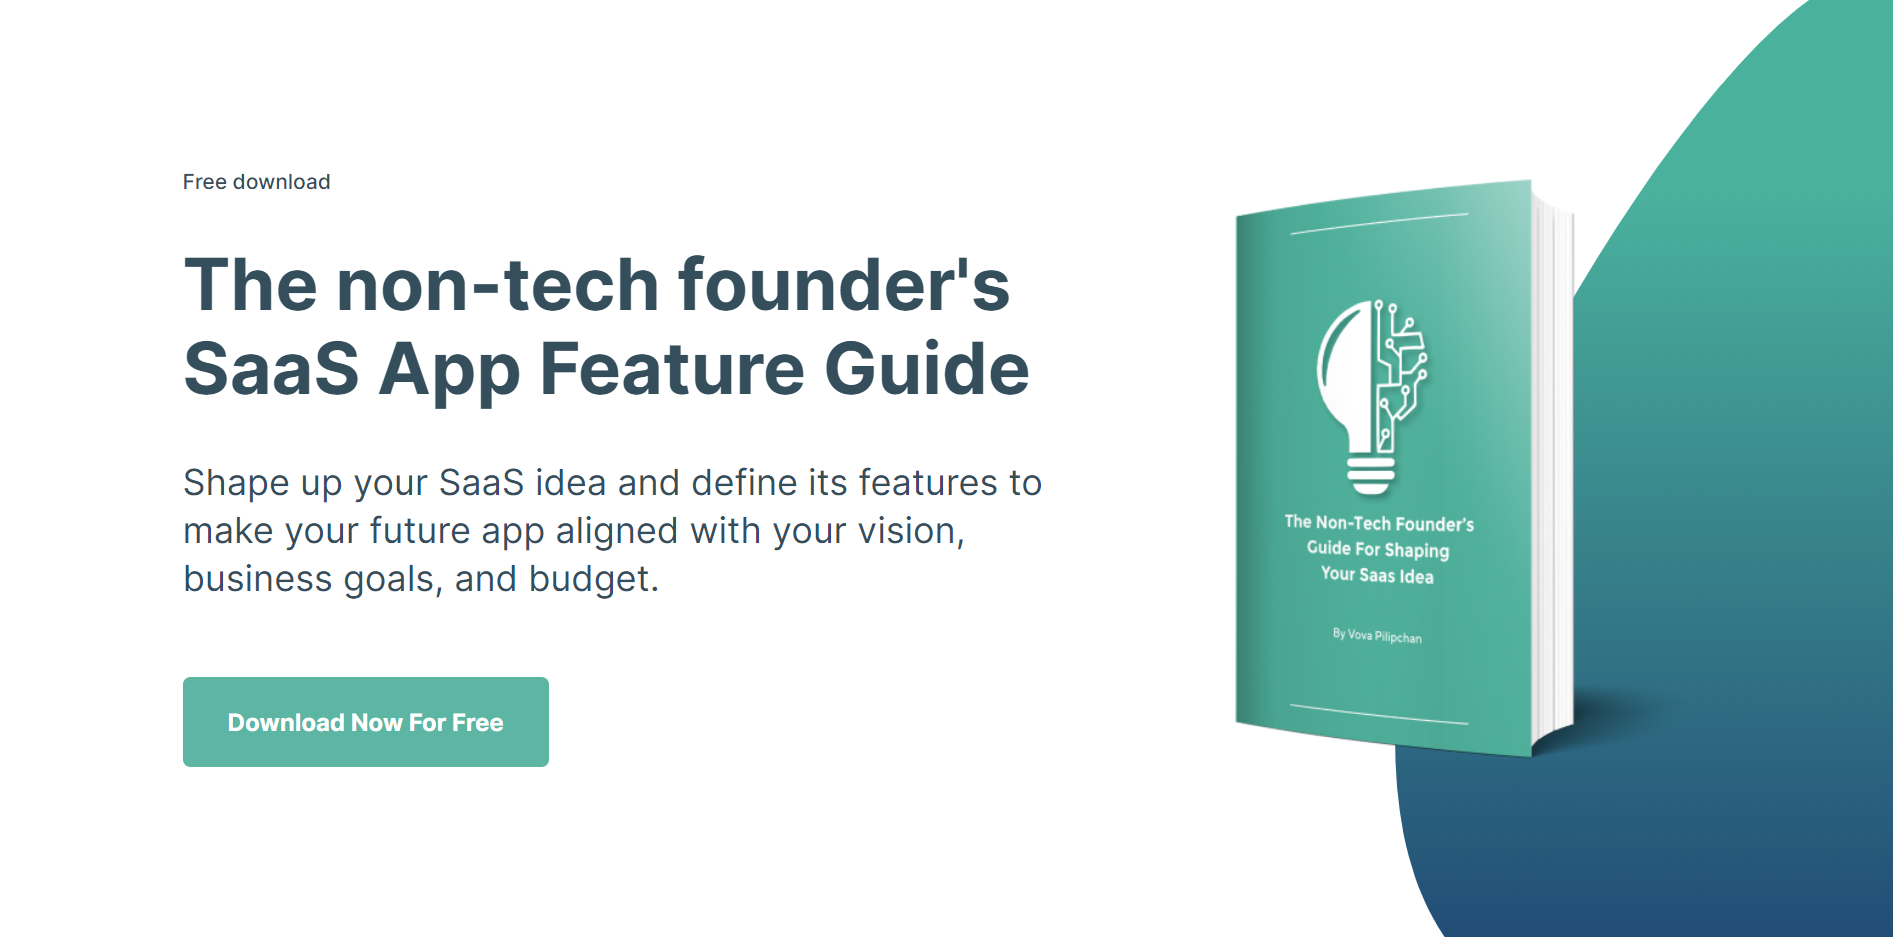 Free download
The non-tech founder's
SaaS App Feature Guide
Shape up your SaaS idea and define its features to
make your future app aligned with your vision,
business goals, and budget.
Download Now For Free
The Non-Tech Founder's
Guide For Shaping
Your Saas Idea
By Vova Pilipchan